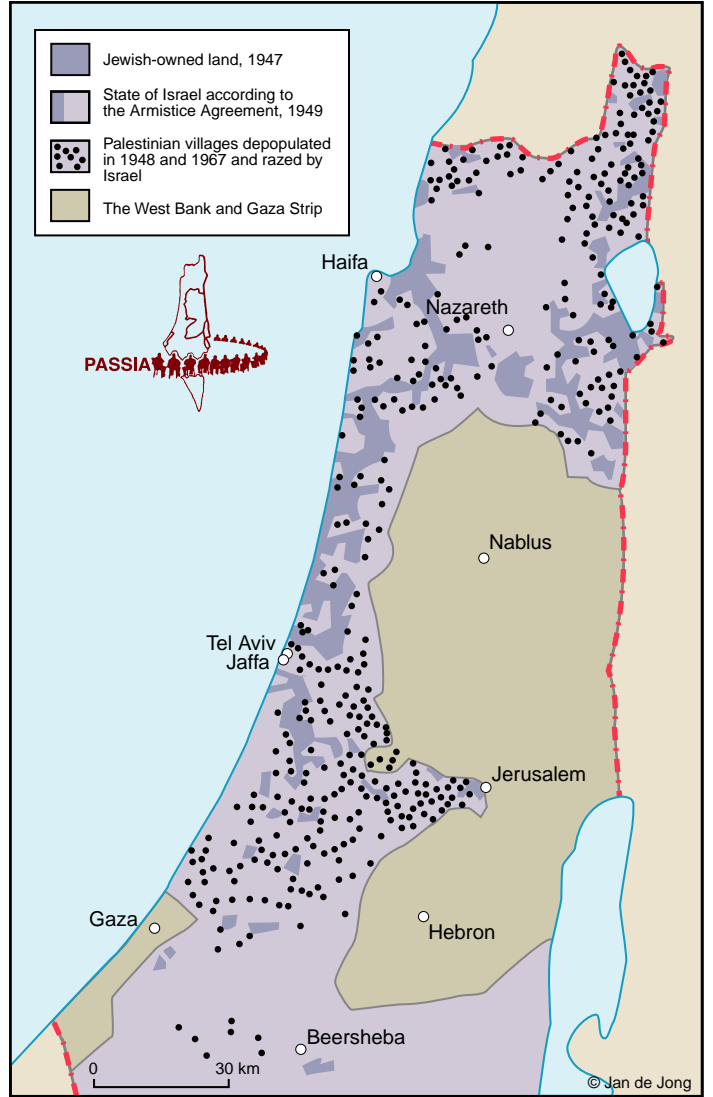 Jewish-owned land, 1947
State of Israel according to
the Armistice Agreement, 1949
Palestinian villages depopulated
in 1948 and 1967 and razed by
Israel
The West Bank and Gaza Strip
Haifa
Nazareth
PASSIA
Nablus
Tel Aviv
Jaffa
Jerusalem
Gaza
Hebron
Beersheba
0 30 km
© Jan de Jong